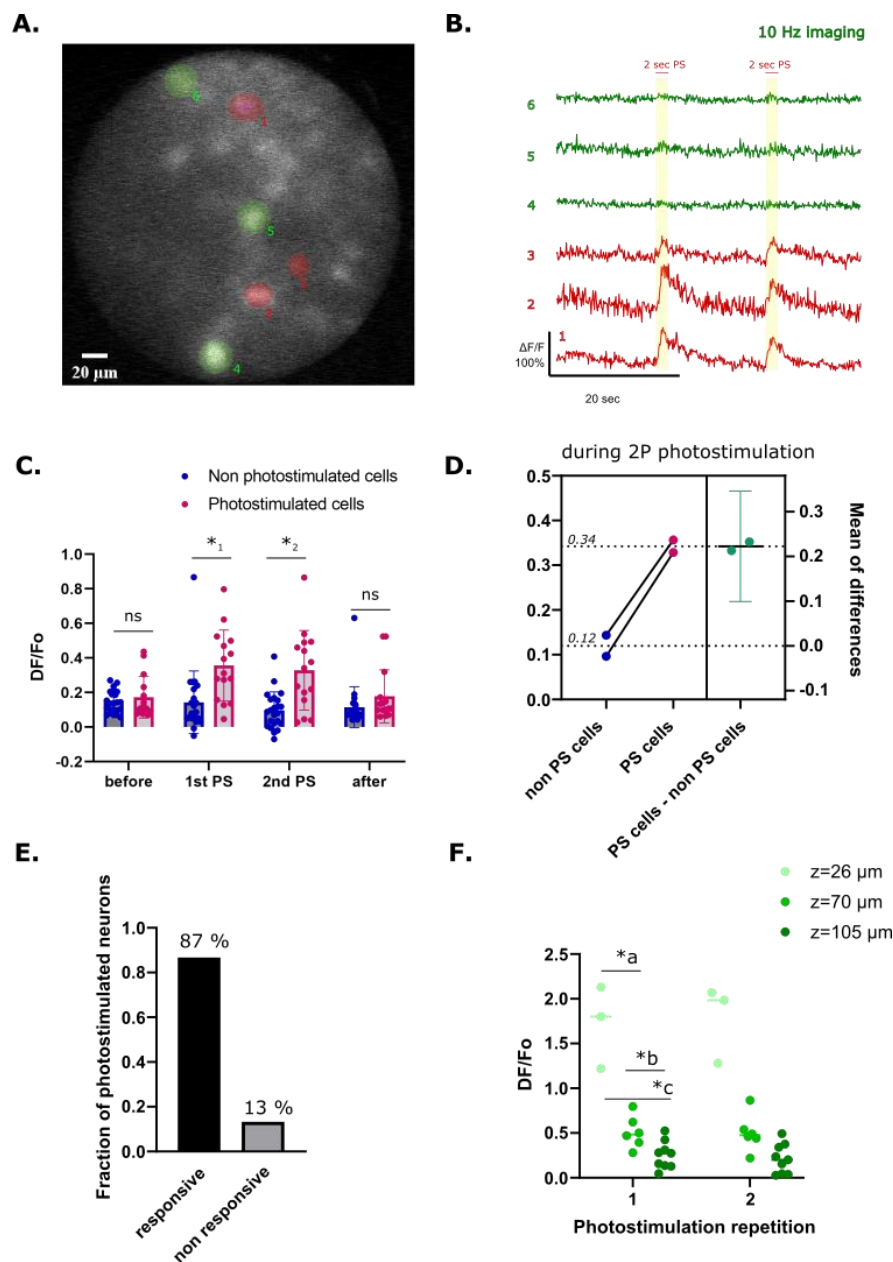 A.
6
1
5
3
2
4
20 µm
B.
10 Hz imaging
2 sec PS
2 sec PS
6
5
4
3
2
1
ΔF/F
100%
20 sec
C.
Non photostimulated cells
Photostimulated cells
DF/Fo
1.0
0.8
0.6
0.4
0.2
0.0
-0.2
ns
*1
*2
ns
before
1st PS
2nd PS
after
D.
during 2P photostimulation
0.5
0.4
0.3
0.2
0.1
0.0
0.34
0.12
0.3
0.2
0.1
0.0
-0.1
Mean of differences
non PS cells
PS cells
PS cells - non PS cells
E.
Fraction of photostimulated neurons
1.0
0.8
0.6
0.4
0.2
0.0
87 %
13 %
responsive
non responsive
F.
z=26 µm
z=70 µm
z=105 µm
DF/Fo
2.5
2.0
1.5
1.0
0.5
0.0
*a
*b
*c
1
2
Photostimulation repetition